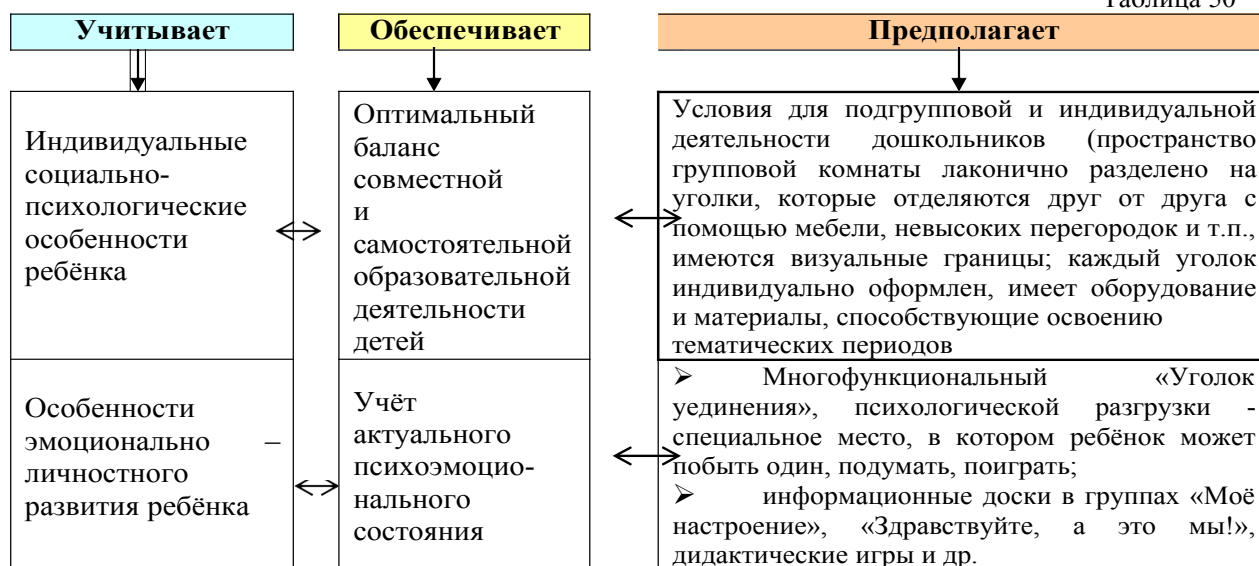 Таблица 50
Учитывает
Обеспечивает
Предполагает
Индивидуальные
социально-
психологические
особенности
ребёнка
Оптимальный
баланс
совместной
и
самостоятельной
образовательной
деятельности
детей
Условия для подгрупповой и индивидуальной
деятельности дошкольников (пространство
групповой комнаты лаконично разделено на
уголки, которые отделяются друг от друга с
помощью мебели, невысоких перегородок и т.п.,
имеются визуальные границы; каждый уголок
индивидуально оформлен, имеет оборудование
и материалы, способствующие освоению
тематических периодов
Особенности
эмоционально –
личностного
развития ребёнка
Учёт
актуального
психоэмоцио-
нального
состояния
➢ Многофункциональный «Уголок
уединения», психологической разгрузки -
специальное место, в котором ребёнок может
побыть один, подумать, поиграть;
➢ информационные доски в группах «Моё
настроение», «Здравствуйте, а это мы!»,
дидактические игры и др.